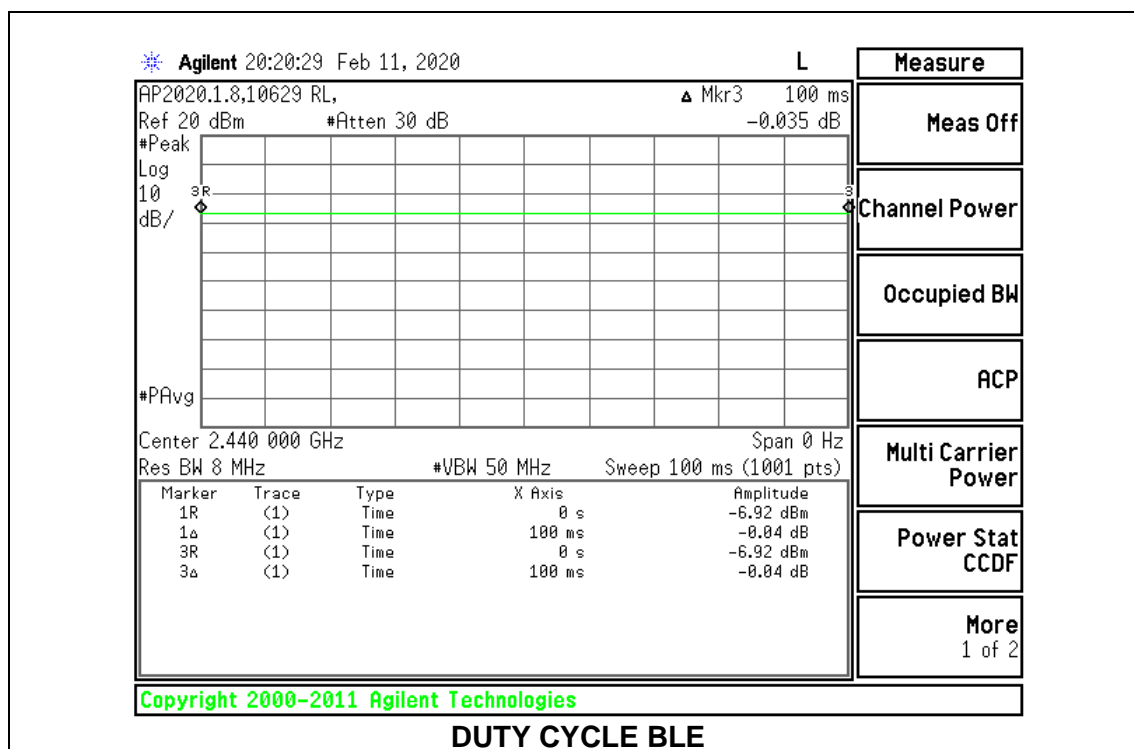 Agilent 20:20:29 Feb 11, 2020 L
Measure
AP2020.1.8,10629 RL, Δ Mkr3 100 ms
Ref 20 dBm #Atten 30 dB -0.035 dB
#Peak
Log
10
dB/
3R 3
#PAvg
Center 2.440 000 GHz Span 0 Hz
Res BW 8 MHz #VBW 50 MHz Sweep 100 ms (1001 pts)
Marker Trace Type X Axis Amplitude
1R (1) Time 0 s -6.92 dBm
1Δ (1) Time 100 ms -0.04 dB
3R (1) Time 0 s -6.92 dBm
3Δ (1) Time 100 ms -0.04 dB
Meas Off
Channel Power
Occupied BW
ACP
Multi Carrier
Power
Power Stat
CCDF
More
1 of 2
Copyright 2000-2011 Agilent Technologies
DUTY CYCLE BLE